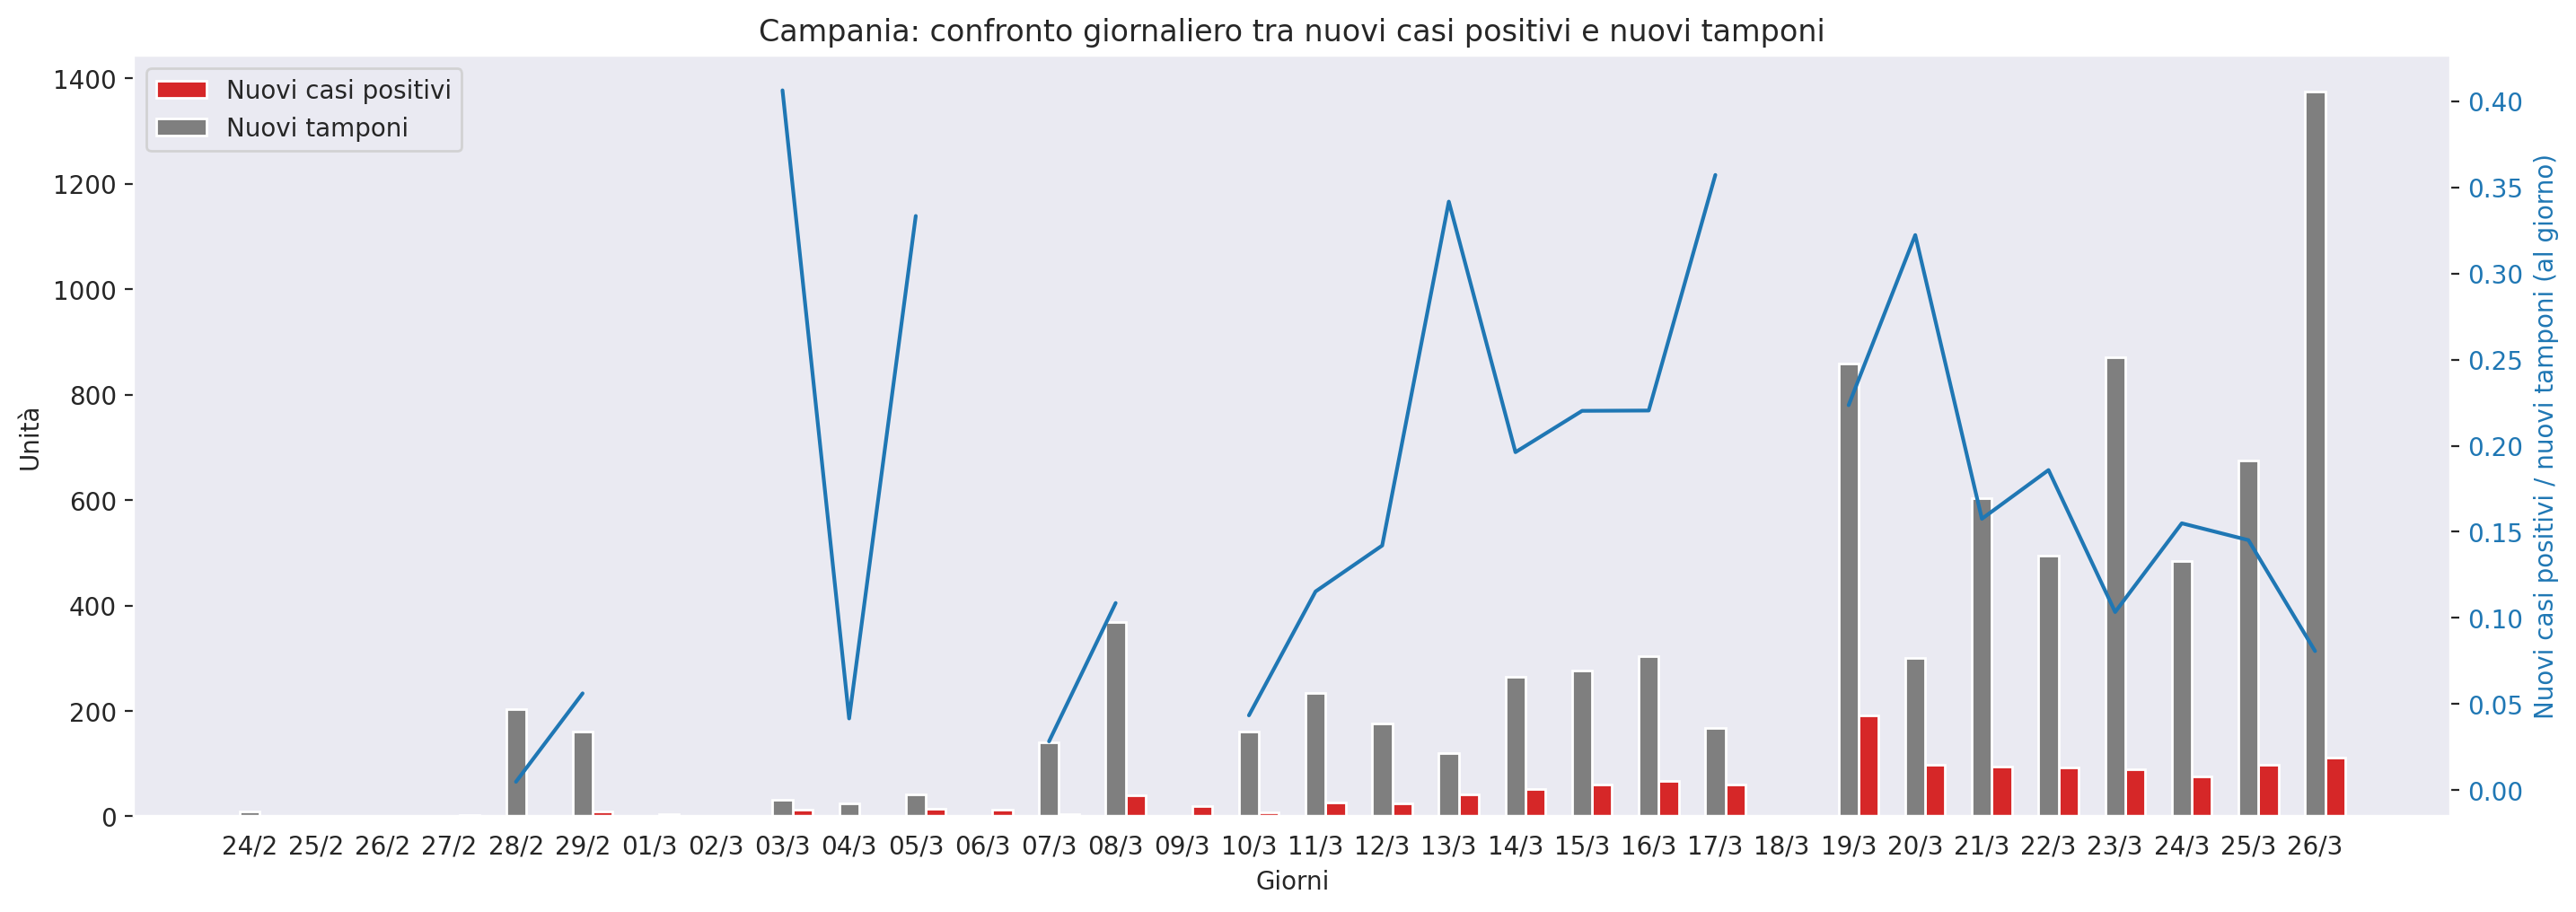 Campania: confronto giornaliero tra nuovi casi positivi e nuovi tamponi
Nuovi casi positivi
Nuovi tamponi
1400
1200
1000
800
600
400
200
0
Unità
0.40
0.35
0.30
0.25
0.20
0.15
0.10
0.05
0.00
Nuovi casi positivi / nuovi tamponi (al giorno)
24/2 25/2 26/2 27/2 28/2 29/2 01/3 02/3 03/3 04/3 05/3 06/3 07/3 08/3 09/3 10/3 11/3 12/3 13/3 14/3 15/3 16/3 17/3 18/3 19/3 20/3 21/3 22/3 23/3 24/3 25/3 26/3
Giorni